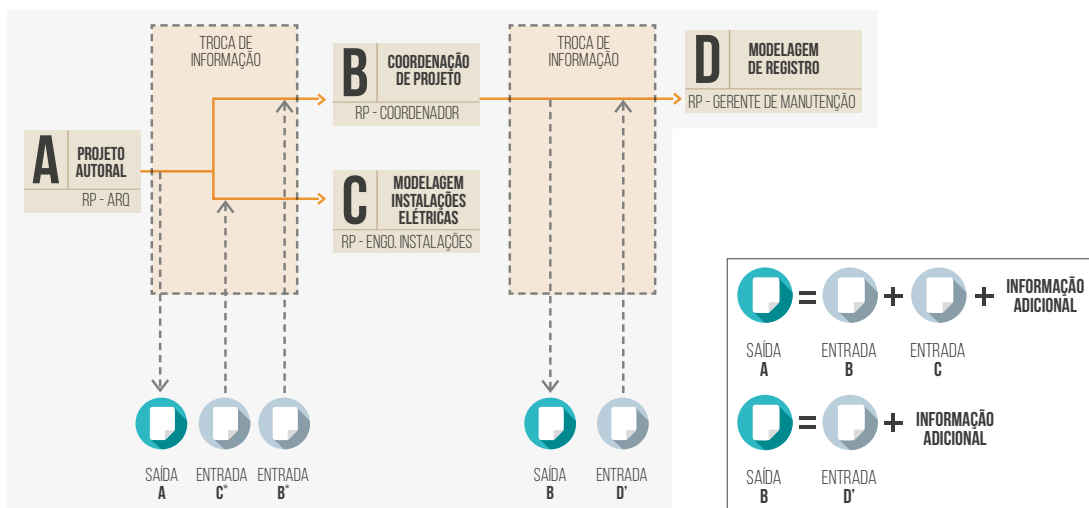 TROCA DE
INFORMAÇÃO
B
COORDENAÇÃO
DE PROJETO
RP - COORDENADOR
TROCA DE
INFORMAÇÃO
D
MODELAGEM
DE REGISTRO
RP - GERENTE DE MANUTENÇÃO
A
PROJETO
AUTORAL
RP - ARQ
C
MODELAGEM
INSTALAÇÕES
ELÉTRICAS
RP - ENGO. INSTALAÇÕES
SAÍDA
A
ENTRADA
C*
ENTRADA
B*
SAÍDA
B
ENTRADA
D'
= + + INFORMAÇÃO
ADICIONAL
SAÍDA
A
ENTRADA
B
ENTRADA
C
= + INFORMAÇÃO
ADICIONAL
SAÍDA
B
ENTRADA
D'